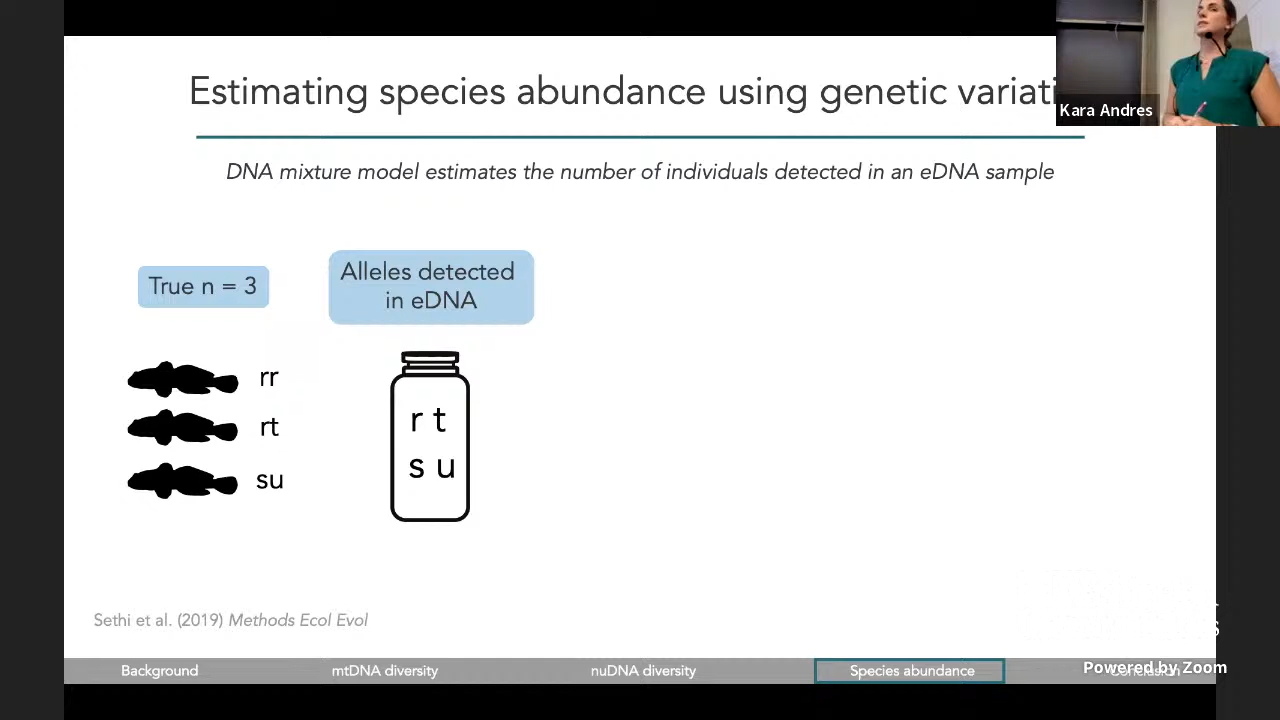 Estimating species abundance using genetic variati
Kara Andres
DNA mixture model estimates the number of individuals detected in an eDNA sample
True n = 3
Alleles detected
in eDNA
rr
rt
su
r t
s u
Sethi et al. (2019) Methods Ecol Evol
Background
mtDNA diversity
nuDNA diversity
Species abundance
Conclusion
Powered by Zoom